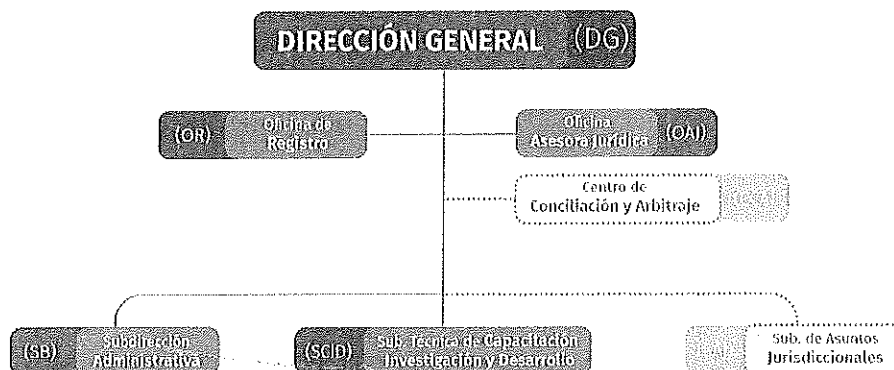 DIRECCIÓN GENERAL (DG)
(OR) Oficina de
Registro
Oficina
Asesora Jurídica (OAJ)
Centro de
Conciliación y Arbitraje
(SB) Subdirección
Administrativa
(SCID) Sub. Técnica de Capacitación
Investigación y Desarrollo
Sub. de Asuntos
Jurisdiccionales